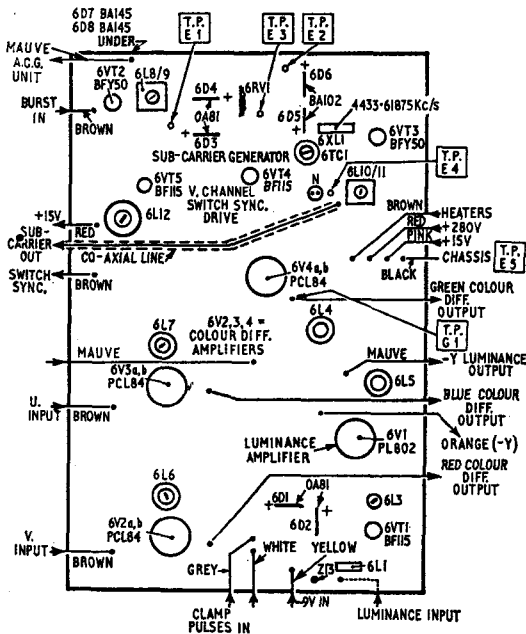 6D7 BA145
6D8 BA145
UNDER
T.P. E1
T.P. E3
T.P. E2
MAUVE
A.C.G. UNIT
6VT2 BFY50
6L8/9
6D4
6RV1
6D6
OA81
BA102
6D5
6D3
4433·61875Kc/s
BURST IN
BROWN
SUB-CARRIER GENERATOR
6XL1
6TC1
6VT3 BFY50
T.P. E4
6VT5 BF115
6VT4 BF115
N
6L10/11
V. CHANNEL SWITCH SYNC. DRIVE
+15V
RED
6L12
SUB-CARRIER OUT
CO-AXIAL LINE
SWITCH SYNC.
BROWN
BROWN
HEATERS
RED
+280V
PINK
+15V
CHASSIS
BLACK
T.P. E5
6V4a,b PCL84
GREEN COLOUR DIFF. OUTPUT
6L4
T.P. G1
6L7
6V2,3,4 = COLOUR DIFF. AMPLIFIERS
MAUVE
6V3a,b PCL84
MAUVE
-Y LUMINANCE OUTPUT
6L5
BLUE COLOUR DIFF. OUTPUT
U. INPUT
BROWN
ORANGE (-Y)
LUMINANCE AMPLIFIER
6V1 PL802
RED COLOUR DIFF. OUTPUT
6L6
OA81
6D1
6D2
6L3
6V2a,b PCL84
6VT1 BF115
V. INPUT
BROWN
WHITE
YELLOW
GREY
Z13
6L1
CLAMP PULSES IN
-9V IN
LUMINANCE INPUT